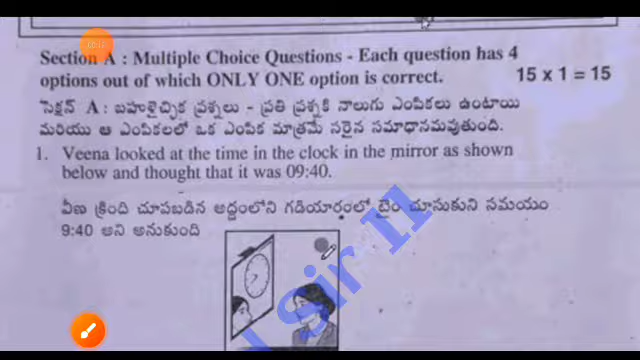 Section A : Multiple Choice Questions - Each question has 4
options out of which ONLY ONE option is correct. 15 x 1 = 15
సెక్షన్ A : బహుళైచ్ఛిక ప్రశ్నలు - ప్రతి ప్రశ్నకి నాలుగు ఎంపికలు ఉంటాయి
మరియు ఆ ఎంపికలలో ఒక ఎంపిక మాత్రమే సరైన సమాధానమవుతుంది.
1. Veena looked at the time in the clock in the mirror as shown
below and thought that it was 09:40.
వీణ క్రింది చూపబడిన అద్దంలోని గడియారంలో టైం చూసుకుని సమయం
9:40 అని అనుకుంది
Sir 11